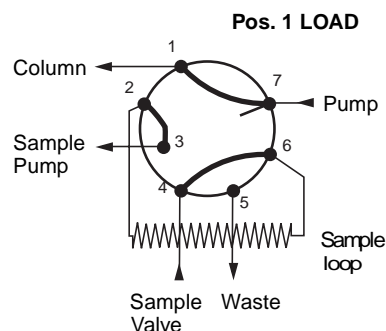 Pos. 1 LOAD
1
Column
2
7
Pump
Sample
Pump
3
6
4
5
Sample
loop
Sample
Valve
Waste